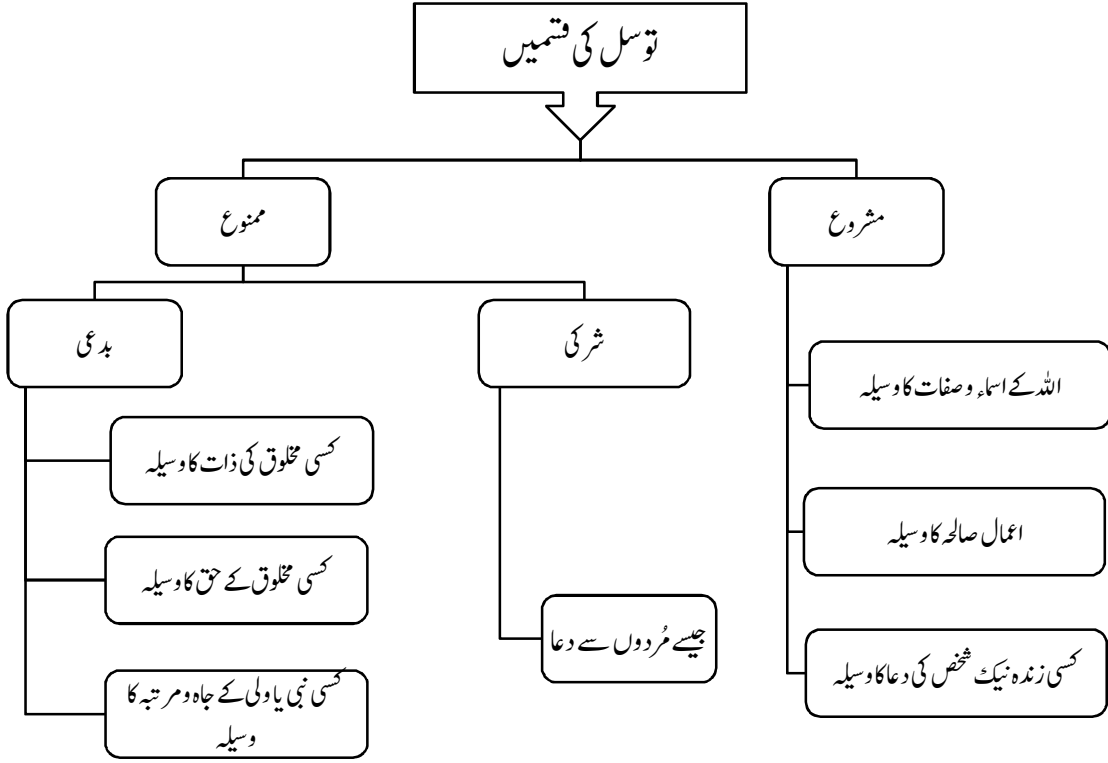 توسل کی قسمیں
مشروع
ممنوع
شرکی
بدعی
اللہ کے اسماء و صفات کا وسیلہ
اعمال صالحہ کا وسیلہ
کسی زندہ نیک شخص کی دعا کا وسیلہ
جیسے مُردوں سے دعا
کسی مخلوق کی ذات کا وسیلہ
کسی مخلوق کے حق کا وسیلہ
کسی نبی یا ولی کے جاہ و مرتبہ کا
وسیلہ